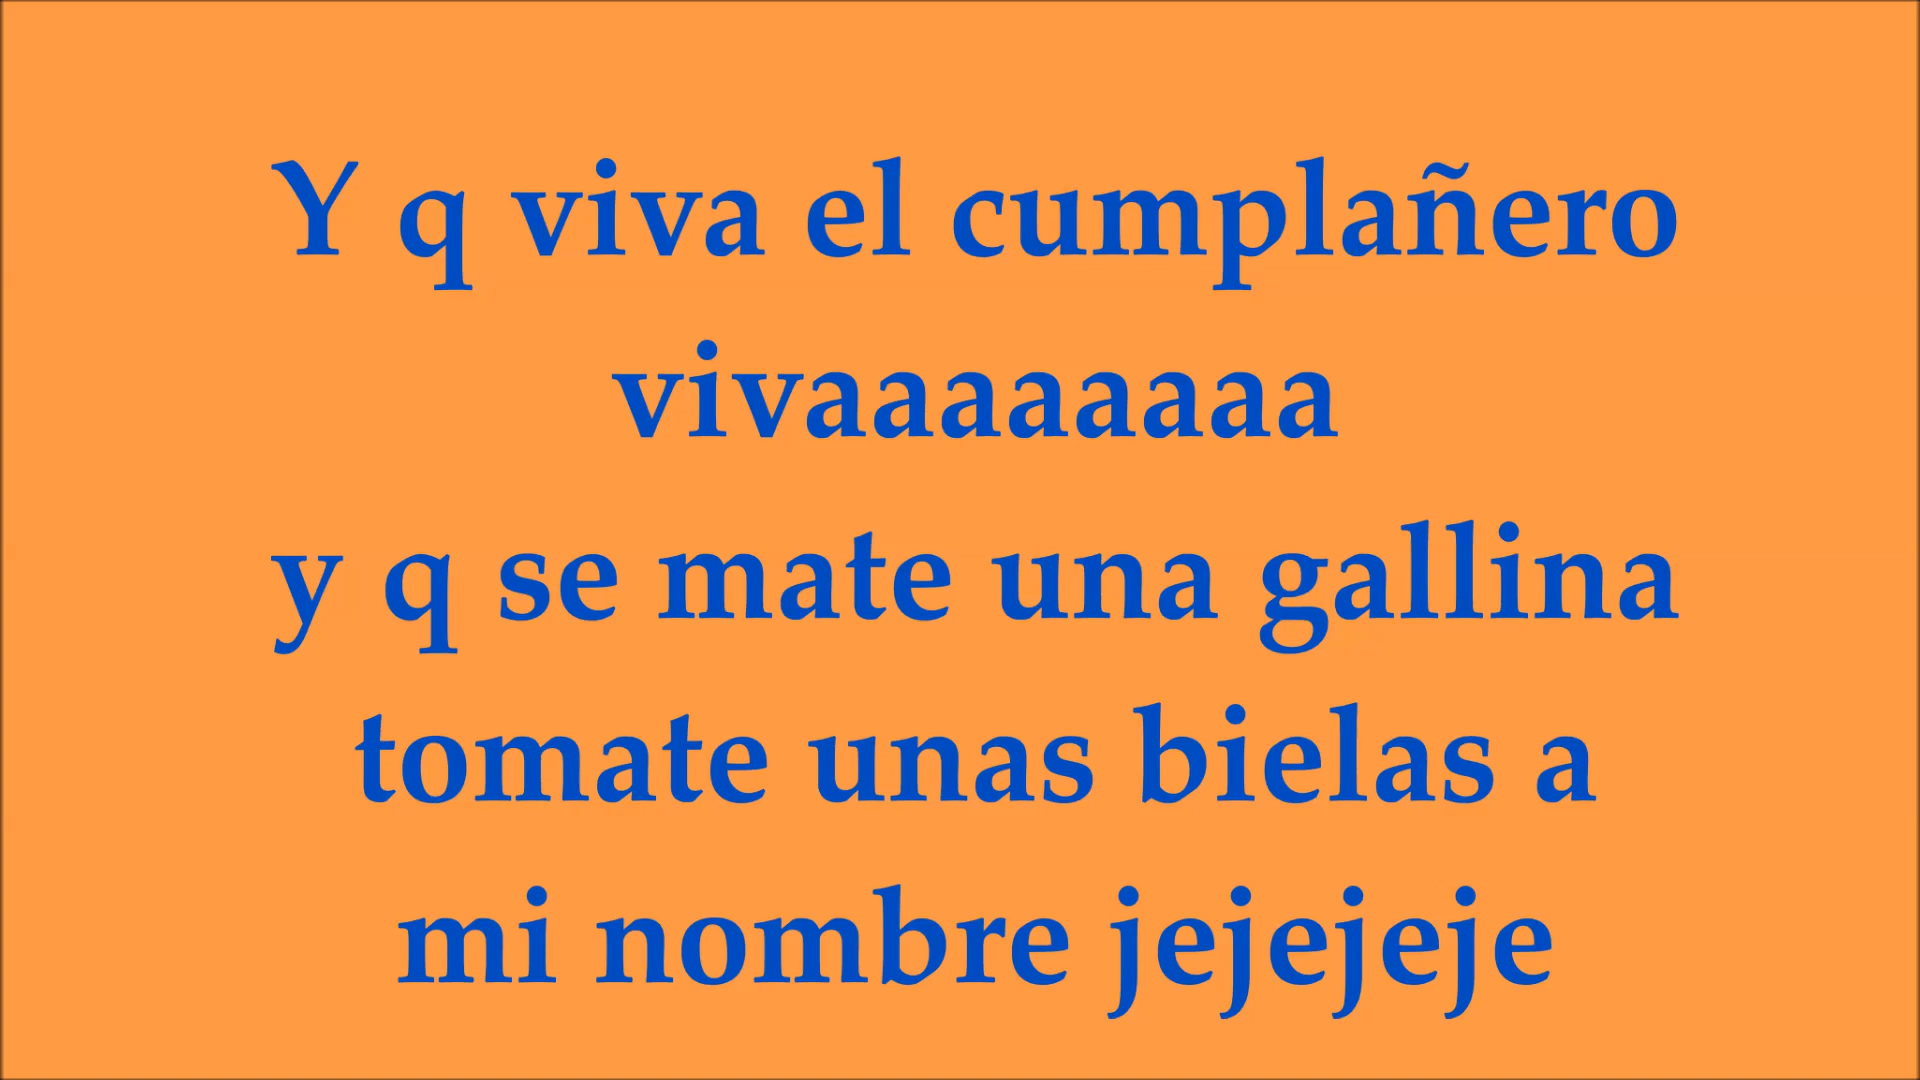 Y q viva el cumplañero
vivaaaaaaaa
y q se mate una gallina
tomate unas bielas a
mi nombre jejejeje